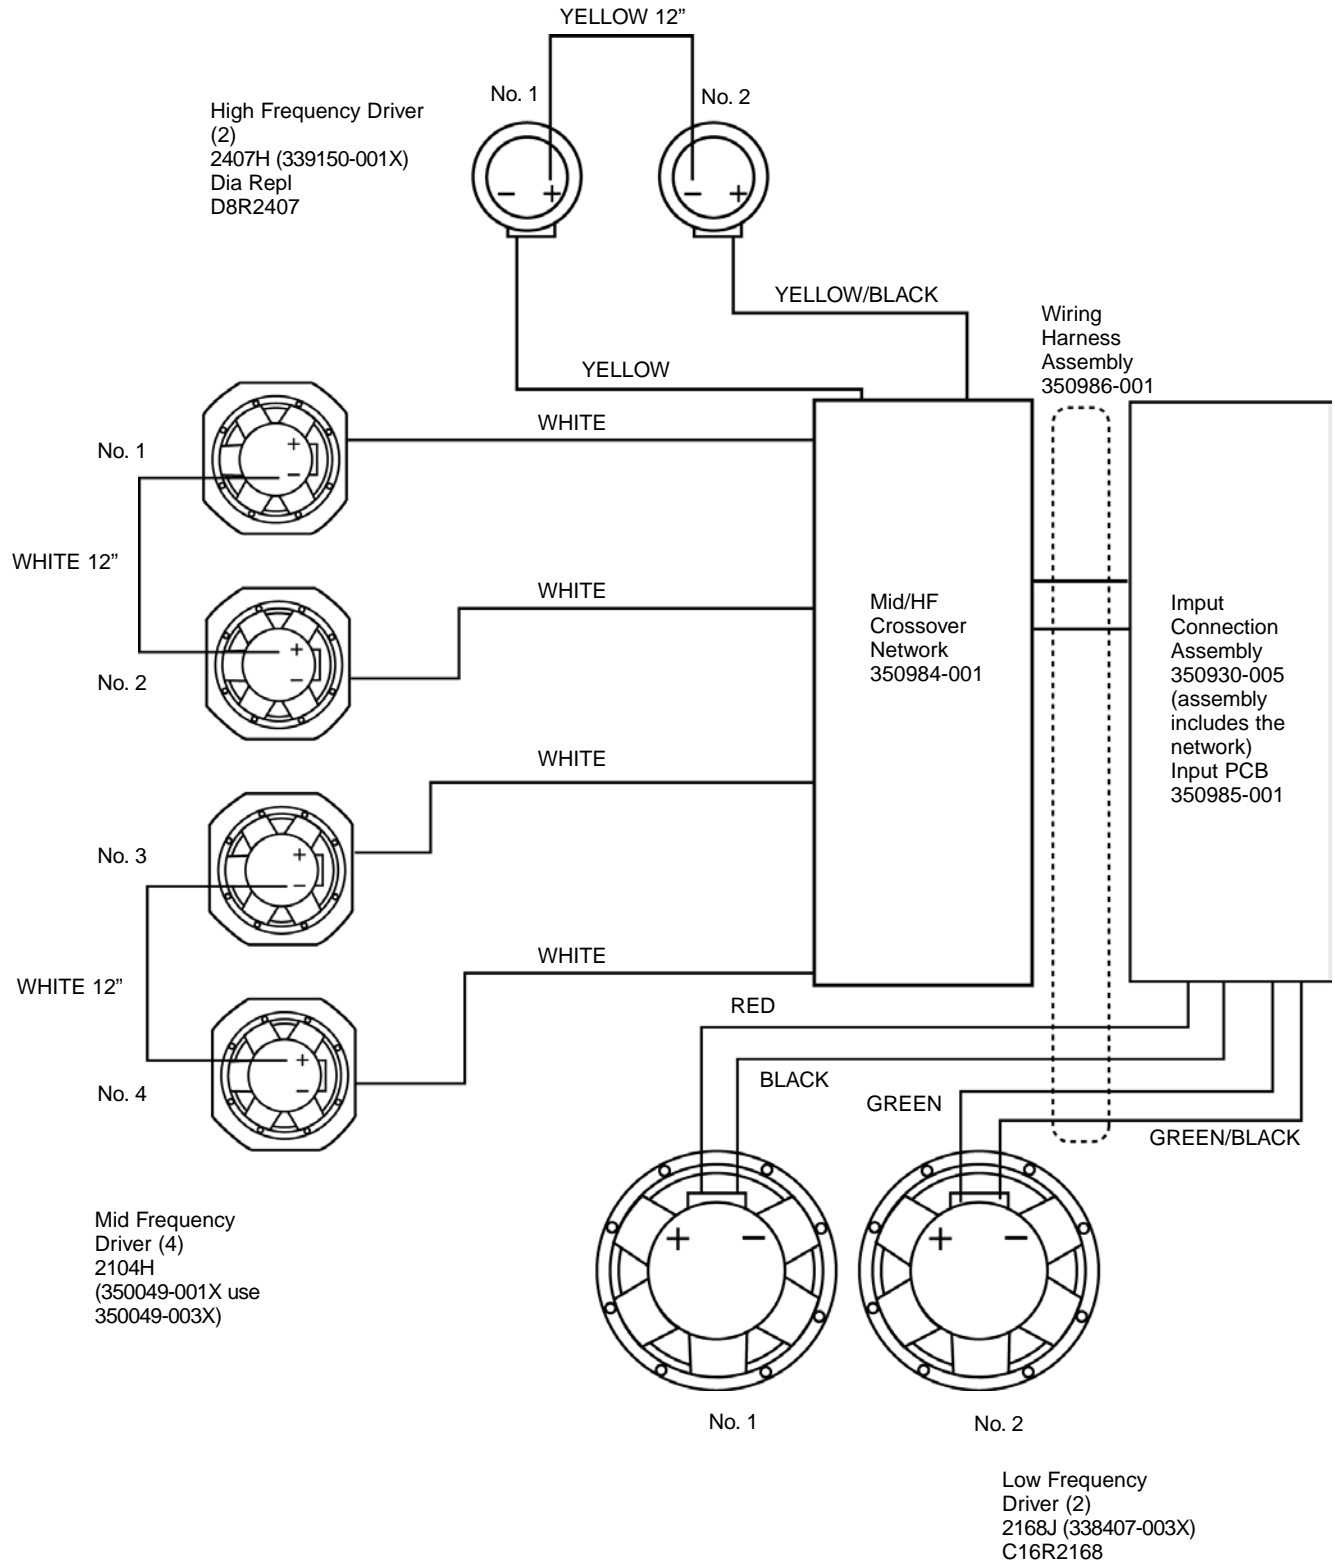 YELLOW 12”
No. 1
No. 2
High Frequency Driver
(2)
2407H (339150-001X)
Dia Repl
D8R2407
− +
− +
YELLOW/BLACK
Wiring
Harness
Assembly
350986-001
YELLOW
WHITE
No. 1
+
−
WHITE 12”
WHITE
No. 2
+
−
Mid/HF
Crossover
Network
350984-001
Imput
Connection
Assembly
350930-005
(assembly
includes the
network)
Input PCB
350985-001
WHITE
No. 3
+
−
WHITE 12”
WHITE
No. 4
+
−
RED
BLACK
GREEN
GREEN/BLACK
Mid Frequency
Driver (4)
2104H
(350049-001X use
350049-003X)
+ −
+ −
No. 1
No. 2
Low Frequency
Driver (2)
2168J (338407-003X)
C16R2168